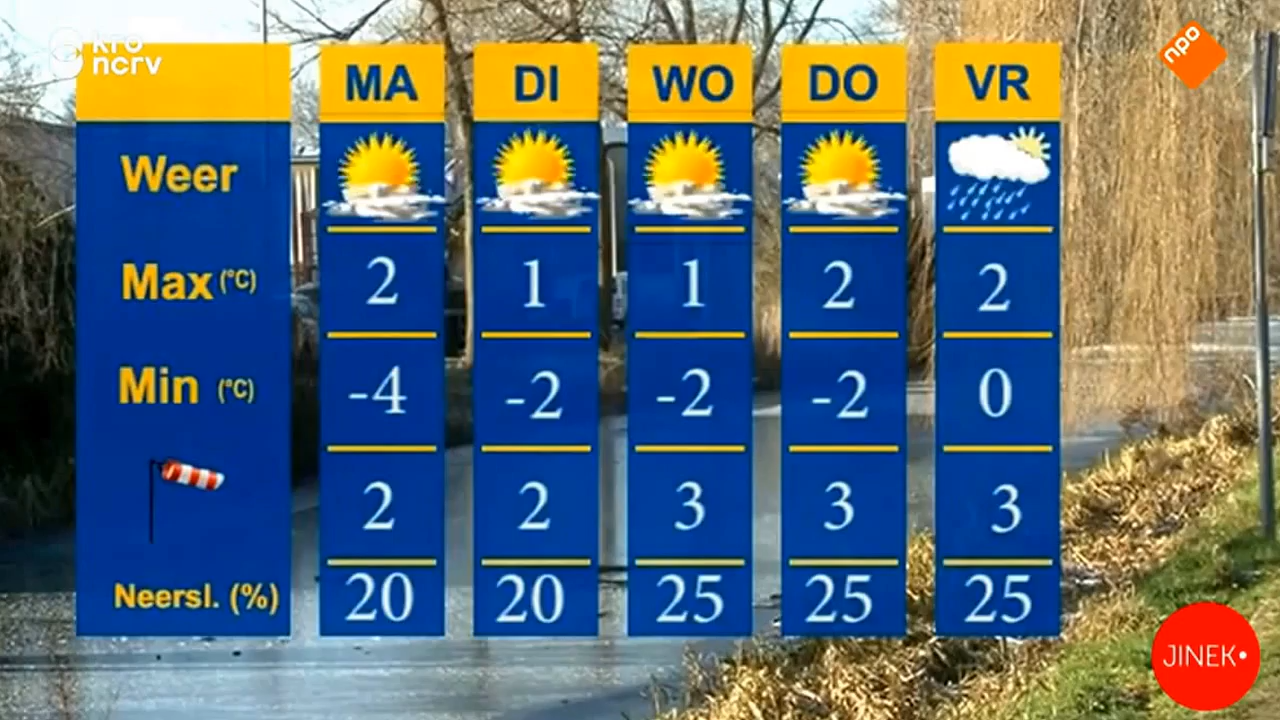 KRO
ncrv
npo
MA DI WO DO VR
Weer
Max (°C) 2 1 1 2 2
Min (°C) -4 -2 -2 -2 0
2 2 3 3 3
Neersl. (%) 20 20 25 25 25
JINEK•